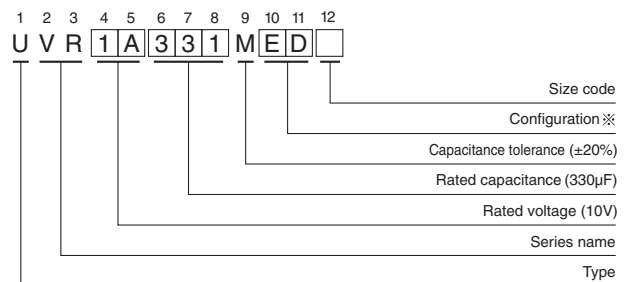 1 2 3 4 5 6 7 8 9 10 11 12
U V R 1 A 3 3 1 M E D
Size code
Configuration※
Capacitance tolerance (±20%)
Rated capacitance (330µF)
Rated voltage (10V)
Series name
Type